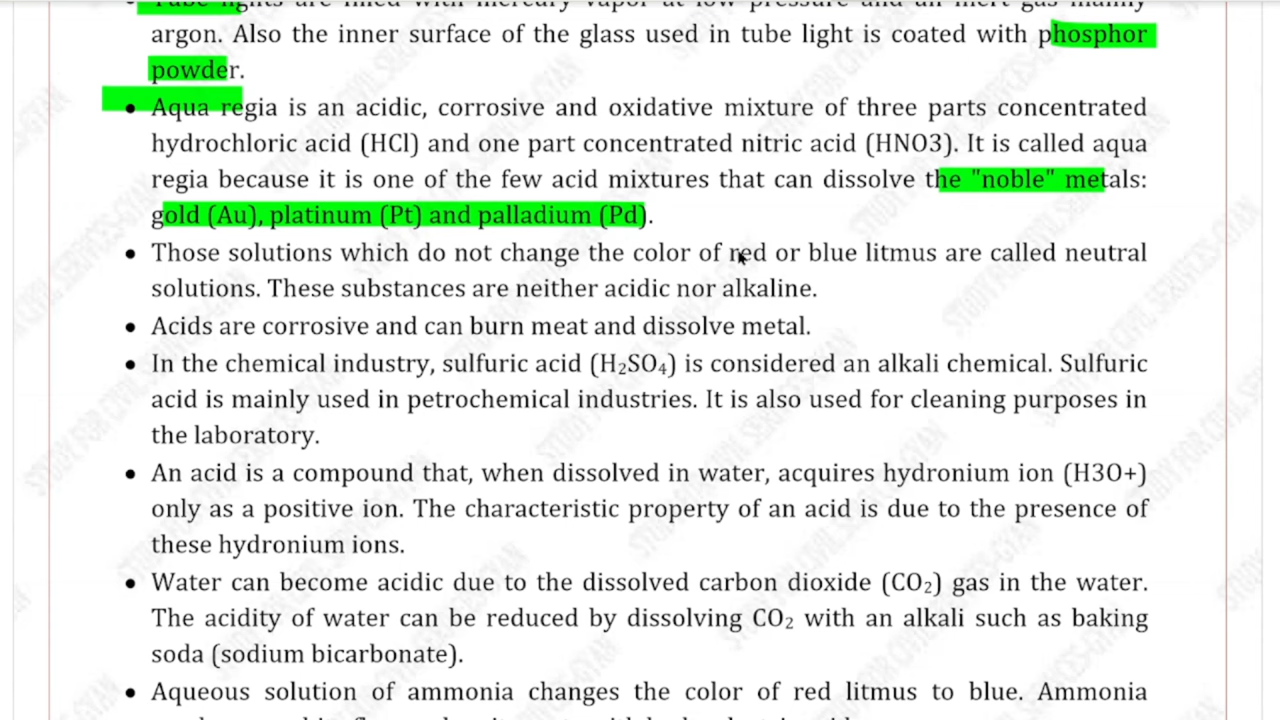 argon. Also the inner surface of the glass used in tube light is coated with phosphor
powder.
• Aqua regia is an acidic, corrosive and oxidative mixture of three parts concentrated
hydrochloric acid (HCl) and one part concentrated nitric acid (HNO3). It is called aqua
regia because it is one of the few acid mixtures that can dissolve the "noble" metals:
gold (Au), platinum (Pt) and palladium (Pd).
• Those solutions which do not change the color of red or blue litmus are called neutral
solutions. These substances are neither acidic nor alkaline.
• Acids are corrosive and can burn meat and dissolve metal.
• In the chemical industry, sulfuric acid (H₂SO₄) is considered an alkali chemical. Sulfuric
acid is mainly used in petrochemical industries. It is also used for cleaning purposes in
the laboratory.
• An acid is a compound that, when dissolved in water, acquires hydronium ion (H3O+)
only as a positive ion. The characteristic property of an acid is due to the presence of
these hydronium ions.
• Water can become acidic due to the dissolved carbon dioxide (CO₂) gas in the water.
The acidity of water can be reduced by dissolving CO₂ with an alkali such as baking
soda (sodium bicarbonate).
• Aqueous solution of ammonia changes the color of red litmus to blue. Ammonia